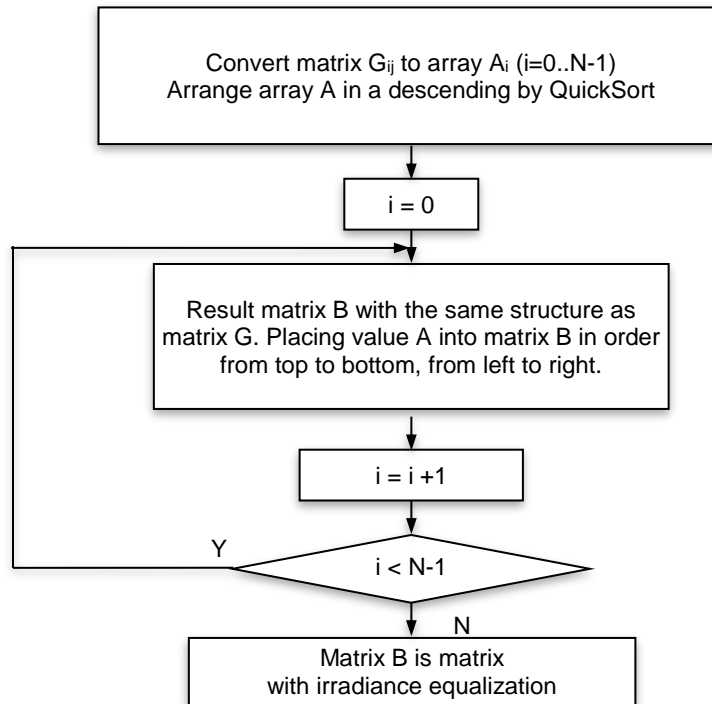 Convert matrix Gij to array Ai (i=0..N-1)
Arrange array A in a descending by QuickSort
i = 0
Result matrix B with the same structure as
matrix G. Placing value A into matrix B in order
from top to bottom, from left to right.
i = i +1
Y
i < N-1
N
Matrix B is matrix
with irradiance equalization